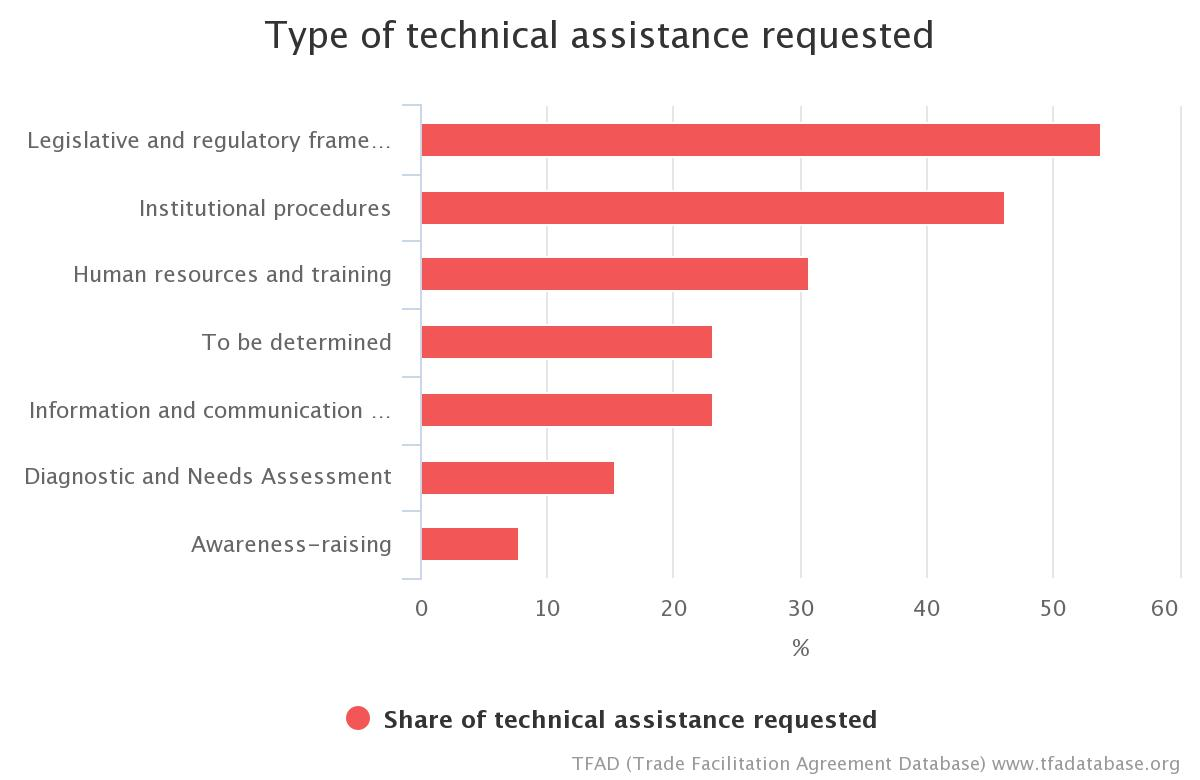 Type of technical assistance requested
Legislative and regulatory frame...
Institutional procedures
Human resources and training
To be determined
Information and communication ...
Diagnostic and Needs Assessment
Awareness-raising
0 10 20 30 40 50 60
%
Share of technical assistance requested
TFAD (Trade Facilitation Agreement Database) www.tfadatabase.org